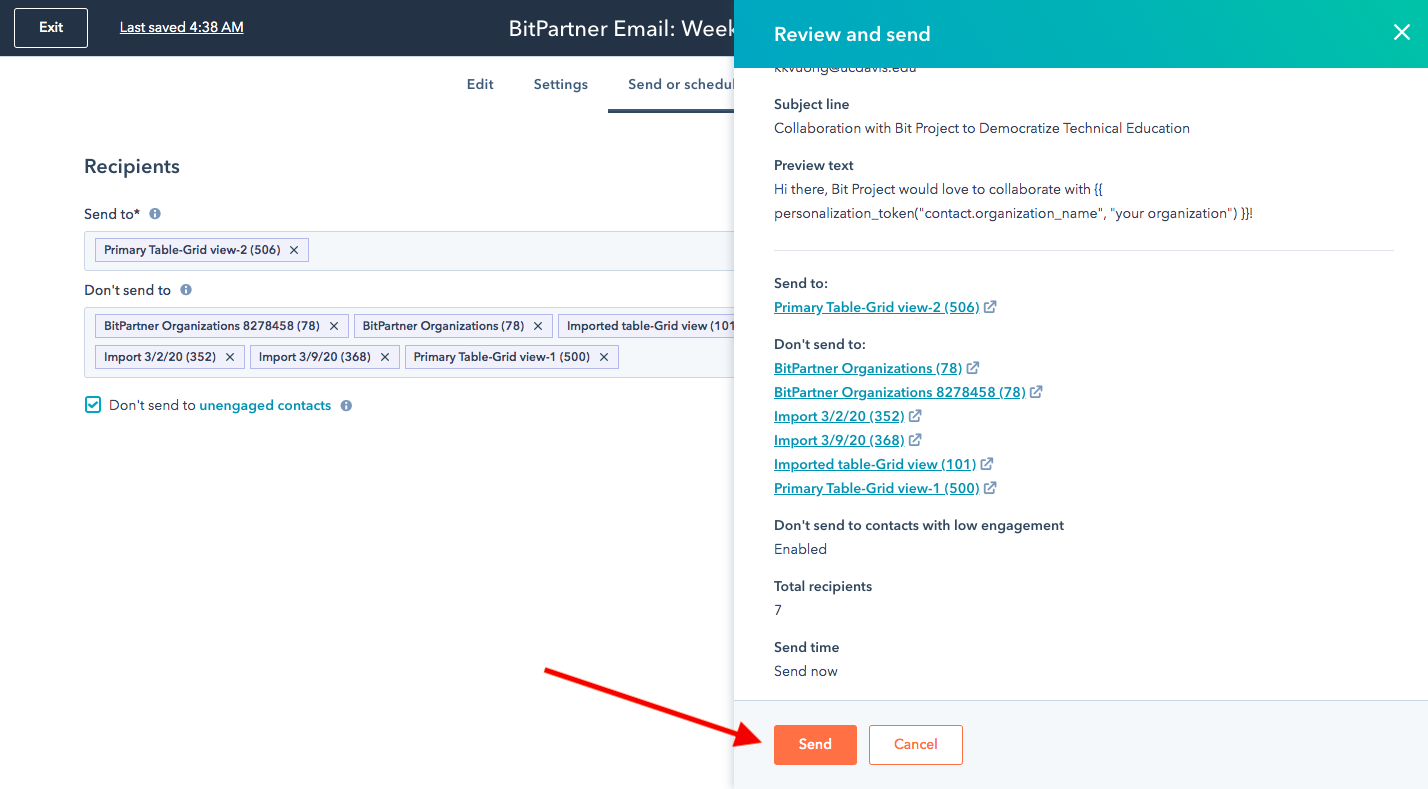 Exit
Last saved 4:38 AM
BitPartner Email: Week
Edit
Settings
Send or schedul
Recipients
Send to*
Primary Table-Grid view-2 (506)
Don't send to
BitPartner Organizations 8278458 (78)
BitPartner Organizations (78)
Imported table-Grid view (101
Import 3/2/20 (352)
Import 3/9/20 (368)
Primary Table-Grid view-1 (500)
Don't send to unengaged contacts
Review and send
kkvuong@ucdavis.edu
Subject line
Collaboration with Bit Project to Democratize Technical Education
Preview text
Hi there, Bit Project would love to collaborate with {{
personalization_token("contact.organization_name", "your organization") }}!
Send to:
Primary Table-Grid view-2 (506)
Don't send to:
BitPartner Organizations (78)
BitPartner Organizations 8278458 (78)
Import 3/2/20 (352)
Import 3/9/20 (368)
Imported table-Grid view (101)
Primary Table-Grid view-1 (500)
Don't send to contacts with low engagement
Enabled
Total recipients
7
Send time
Send now
Send
Cancel